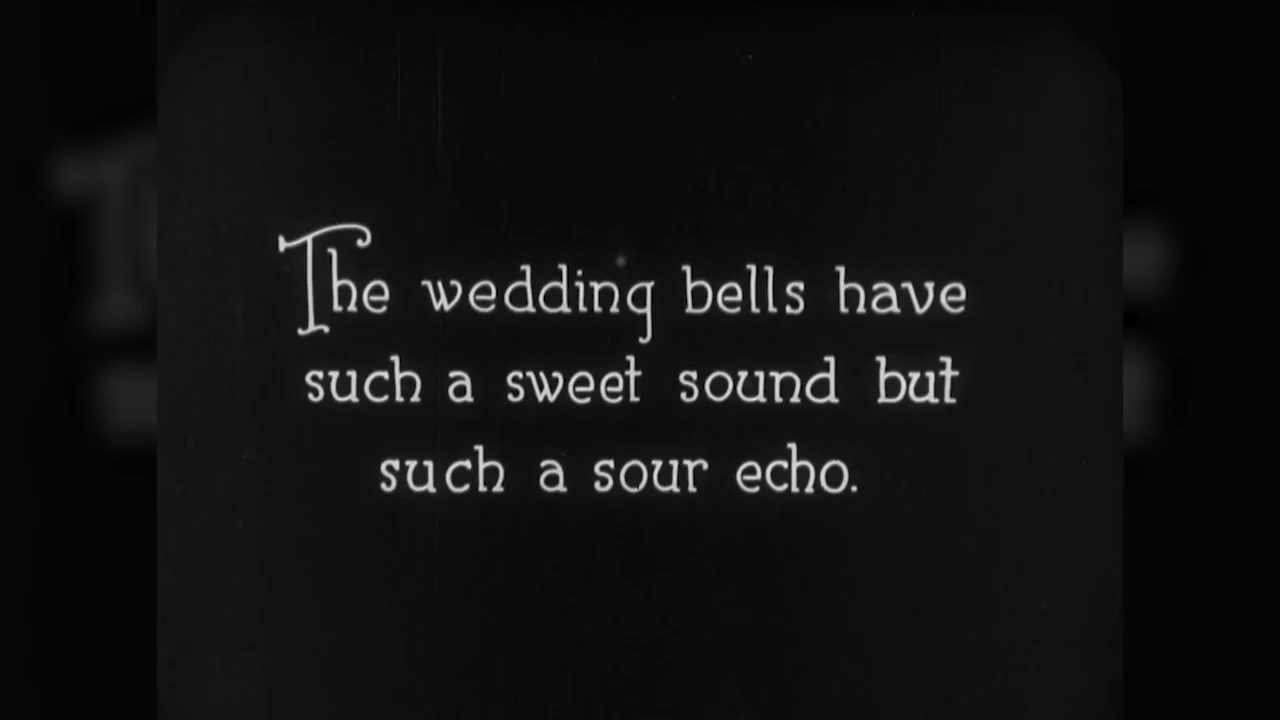 The wedding bells have
such a sweet sound but
such a sour echo.